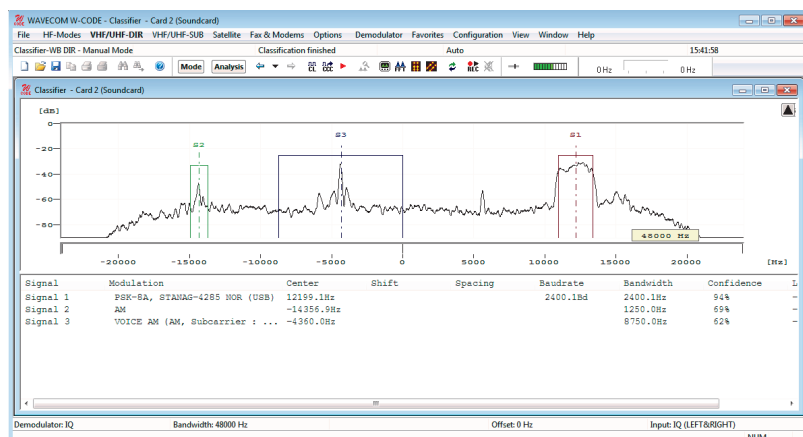 WAVECOM W-CODE - Classifier - Card 2 (Soundcard)
File HF-Modes VHF/UHF-DIR VHF/UHF-SUB Satellite Fax & Modems Options Demodulator Favorites Configuration View Window Help
Classifier-WB DIR - Manual Mode Classification finished Auto 15:41:58
Mode Analysis CL CCC REC 0 Hz 0 Hz
Classifier - Card 2 (Soundcard)
[dB]
0
S3 S1
S2
-20
-40
-60
-80
48000 Hz
-20000 -15000 -10000 -5000 0 5000 10000 15000 20000 [Hz]
Signal Modulation Center Shift Spacing Baudrate Bandwidth Confidence L
Signal 1 PSK-8A, STANAG-4285 NOR (USB) 12199.1Hz 2400.1Bd 2400.1Hz 94% -
Signal 2 AM -14356.9Hz 1250.0Hz 69% -
Signal 3 VOICE AM (AM, Subcarrier : ... -4360.0Hz 8750.0Hz 62% -
Demodulator: IQ Bandwidth: 48000 Hz Offset: 0 Hz Input: IQ (LEFT&RIGHT)